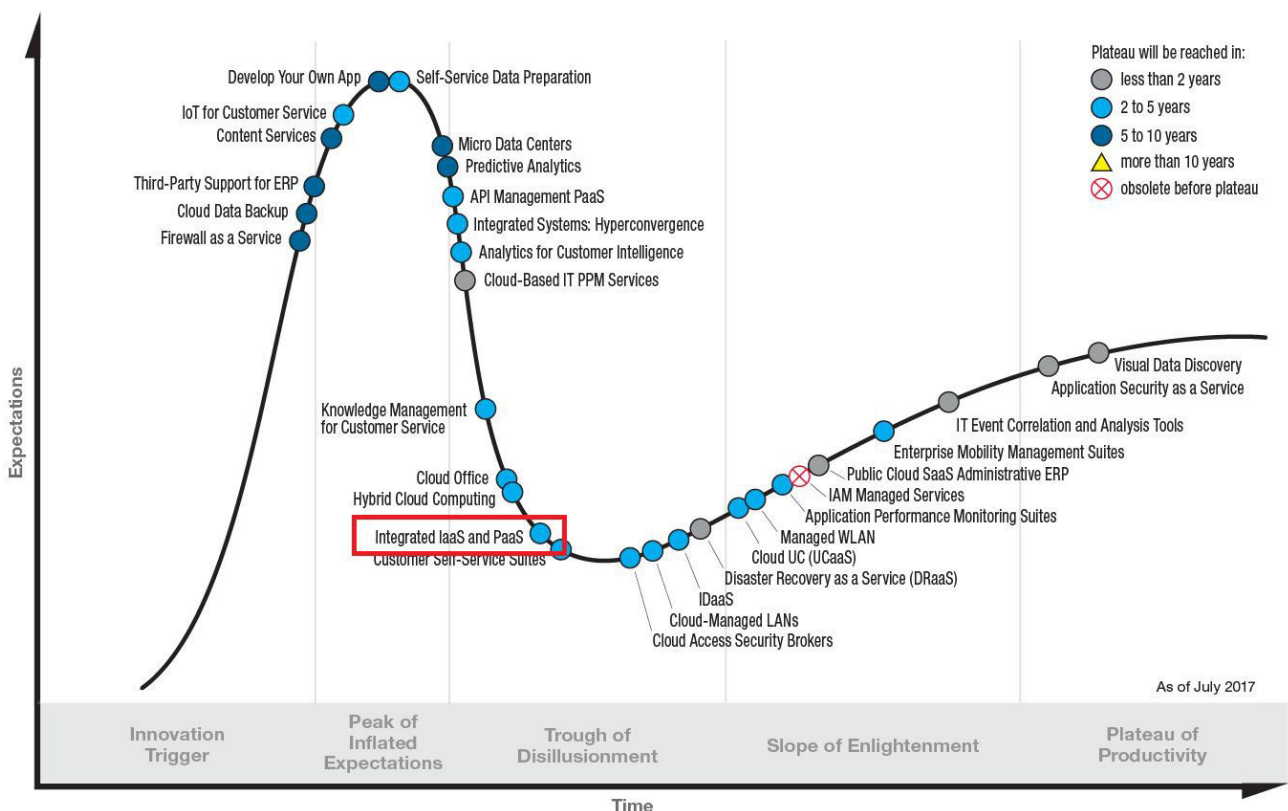 Plateau will be reached in:
less than 2 years
2 to 5 years
5 to 10 years
more than 10 years
obsolete before plateau
Develop Your Own App
Self-Service Data Preparation
IoT for Customer Service
Content Services
Micro Data Centers
Predictive Analytics
Third-Party Support for ERP
API Management PaaS
Cloud Data Backup
Integrated Systems: Hyperconvergence
Firewall as a Service
Analytics for Customer Intelligence
Cloud-Based IT PPM Services
Visual Data Discovery
Application Security as a Service
Knowledge Management
for Customer Service
IT Event Correlation and Analysis Tools
Enterprise Mobility Management Suites
Public Cloud SaaS Administrative ERP
Cloud Office
Hybrid Cloud Computing
IAM Managed Services
Application Performance Monitoring Suites
Integrated IaaS and PaaS
Managed WLAN
Customer Self-Service Suites
Cloud UC (UCaaS)
Disaster Recovery as a Service (DRaaS)
IDaaS
Cloud-Managed LANs
Cloud Access Security Brokers
Expectations
As of July 2017
Innovation
Trigger
Peak of
Inflated
Expectations
Trough of
Disillusionment
Slope of Enlightenment
Plateau of
Productivity
Time